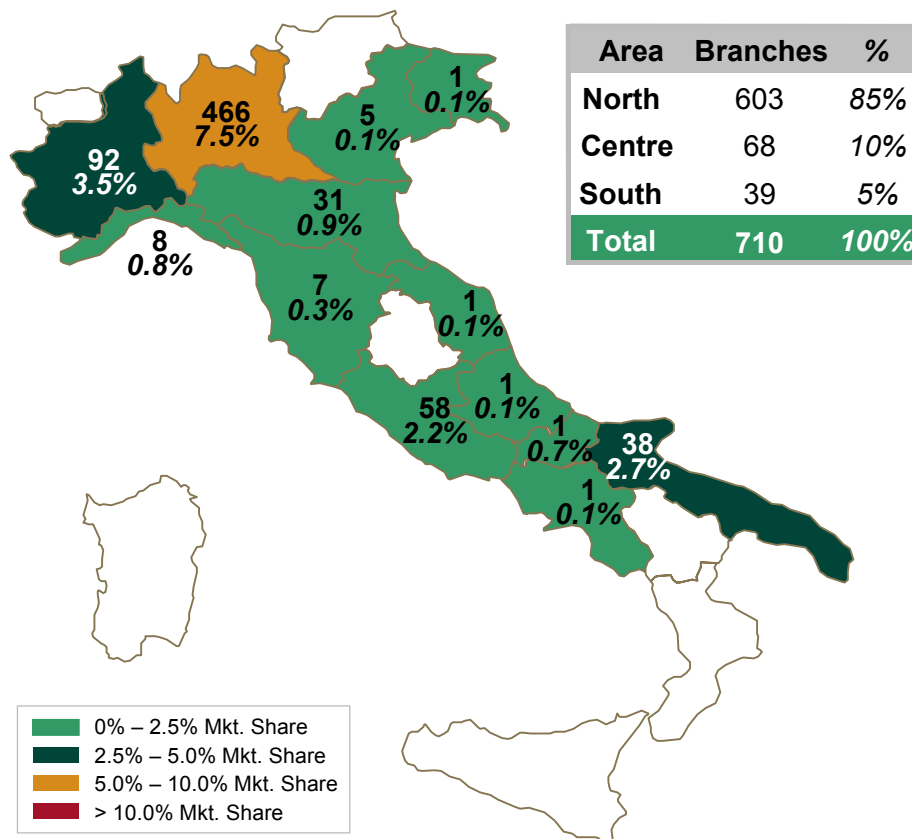 Area Branches %
North 603 85%
Centre 68 10%
South 39 5%
Total 710 100%
1
0.1%
5
0.1%
466
7.5%
92
3.5%
31
0.9%
8
0.8%
7
0.3%
1
0.1%
1
0.1%
58
2.2%
1
0.7%
38
2.7%
1
0.1%
0% – 2.5% Mkt. Share
2.5% – 5.0% Mkt. Share
5.0% – 10.0% Mkt. Share
> 10.0% Mkt. Share